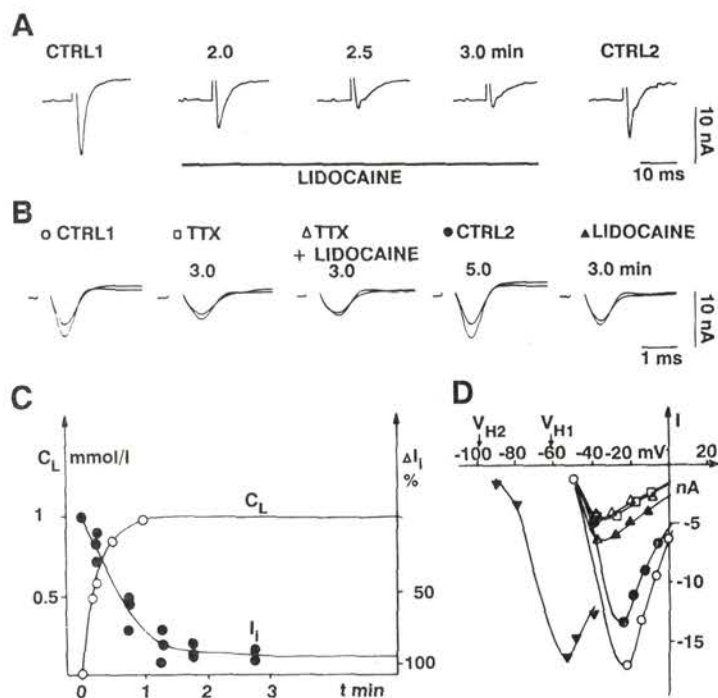 A
CTRL1 2.0 2.5 3.0 min CTRL2
10 nA
LIDOCAINE
10 ms
B
○ CTRL1 □ TTX △ TTX + LIDOCAINE ● CTRL2 ▲ LIDOCAINE
3.0 3.0 5.0 3.0 min
10 nA
1 ms
C
C_L mmol/l
ΔI_i %
C_L
1
0.5
50
100
I_i
0 1 2 3 t min
D
V_H2 V_H1 I
-100 -80 -60 -40 -20 mV 20
nA
-5
-10
-15